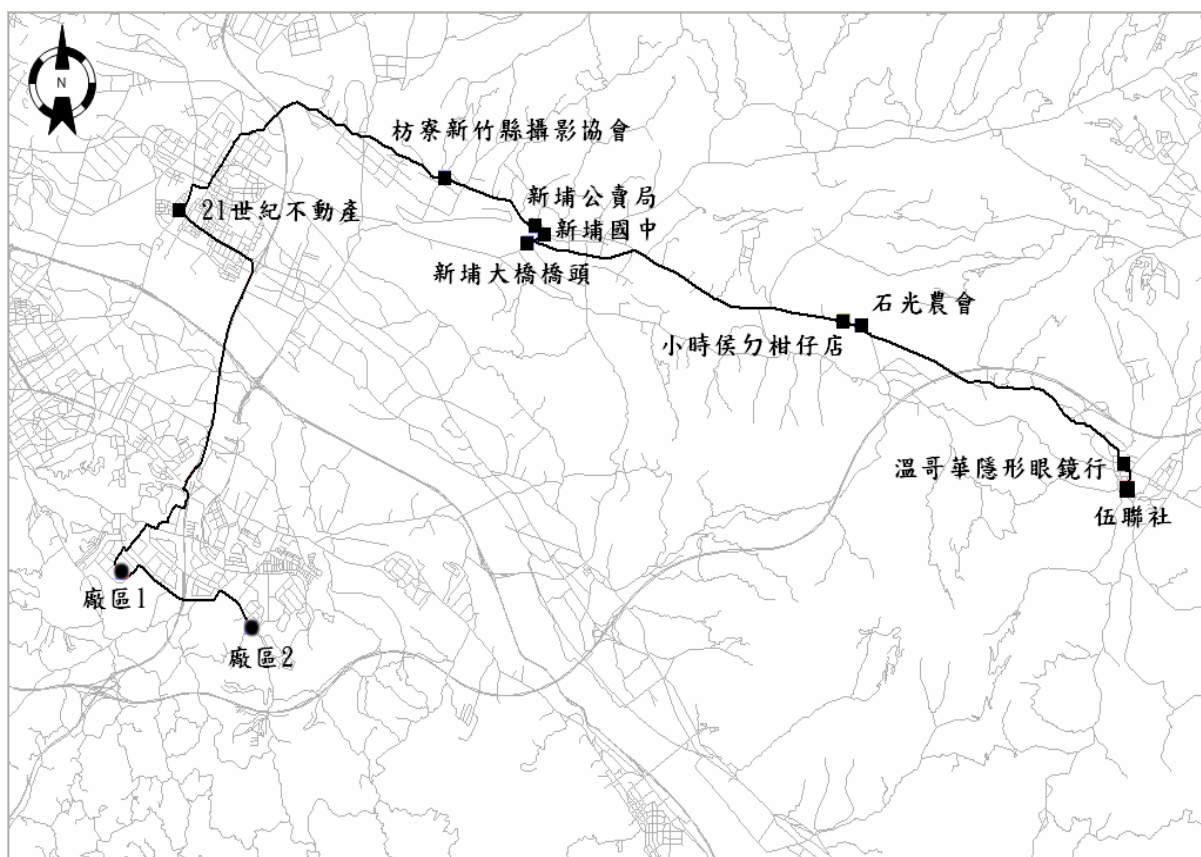 N
枋寮新竹縣攝影協會
新埔公賣局
21世紀不動產
新埔國中
新埔大橋橋頭
石光農會
小時侯ㄉ柑仔店
溫哥華隱形眼鏡行
伍聯社
廠區1
廠區2